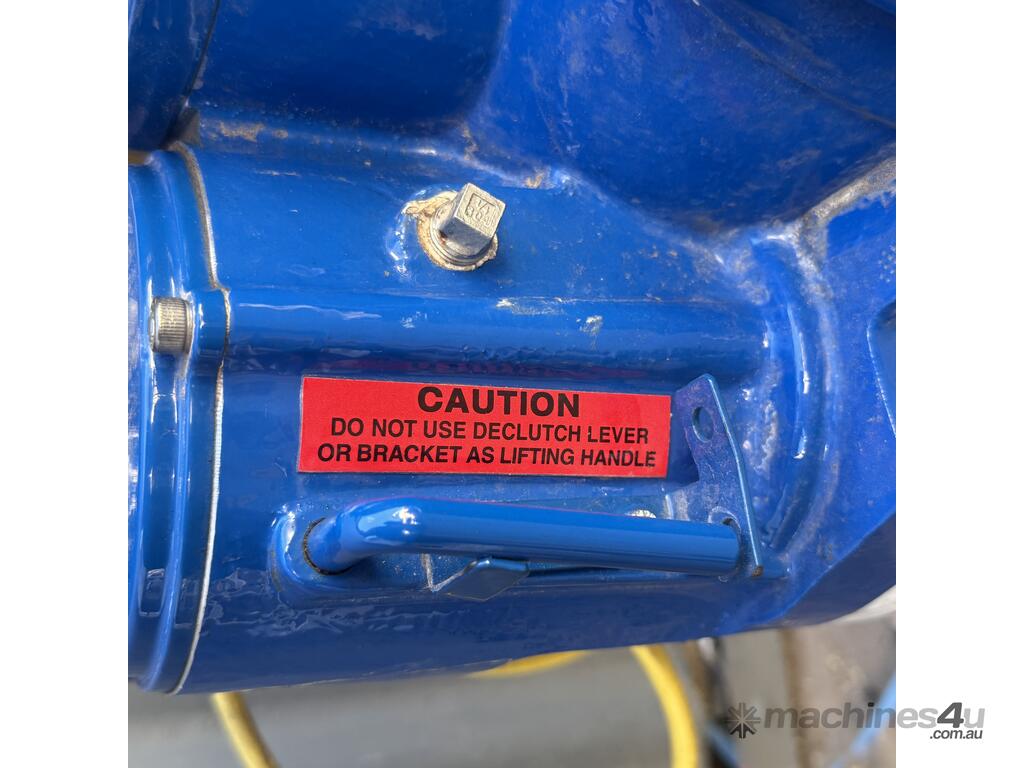 CAUTION
DO NOT USE DECLUTCH LEVER
OR BRACKET AS LIFTING HANDLE
machines4u
.com.au